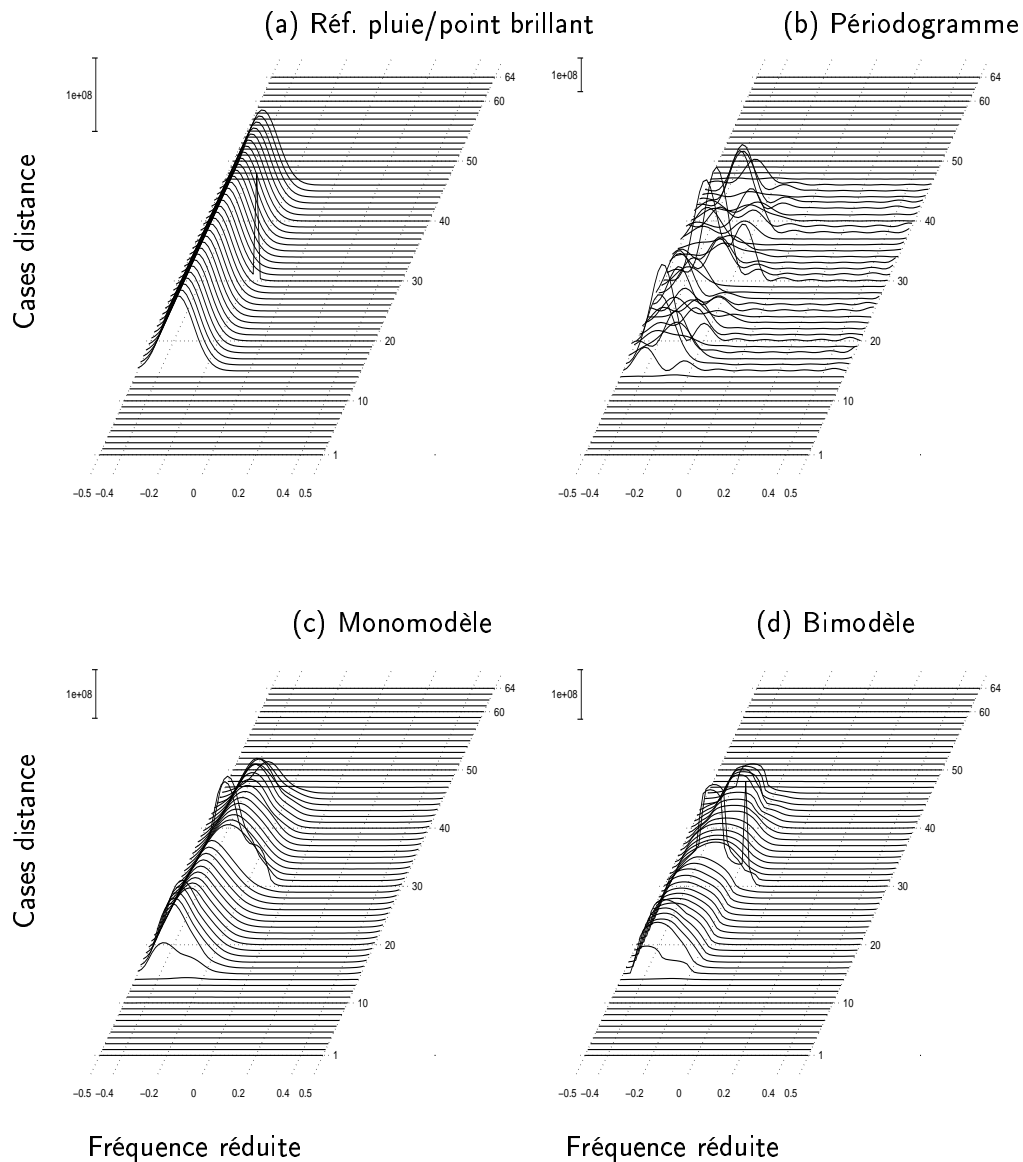 (a) Réf. pluie/point brillant
(b) Périodogramme
1e+08
64
60
50
40
30
20
10
1
−0.5 −0.4 −0.2 0 0.2 0.4 0.5
Cases distance
1e+08
64
60
50
40
30
20
10
1
−0.5 −0.4 −0.2 0 0.2 0.4 0.5
(c) Monomodèle
(d) Bimodèle
1e+08
64
60
50
40
30
20
10
1
−0.5 −0.4 −0.2 0 0.2 0.4 0.5
Cases distance
Fréquence réduite
1e+08
64
60
50
40
30
20
10
1
−0.5 −0.4 −0.2 0 0.2 0.4 0.5
Fréquence réduite